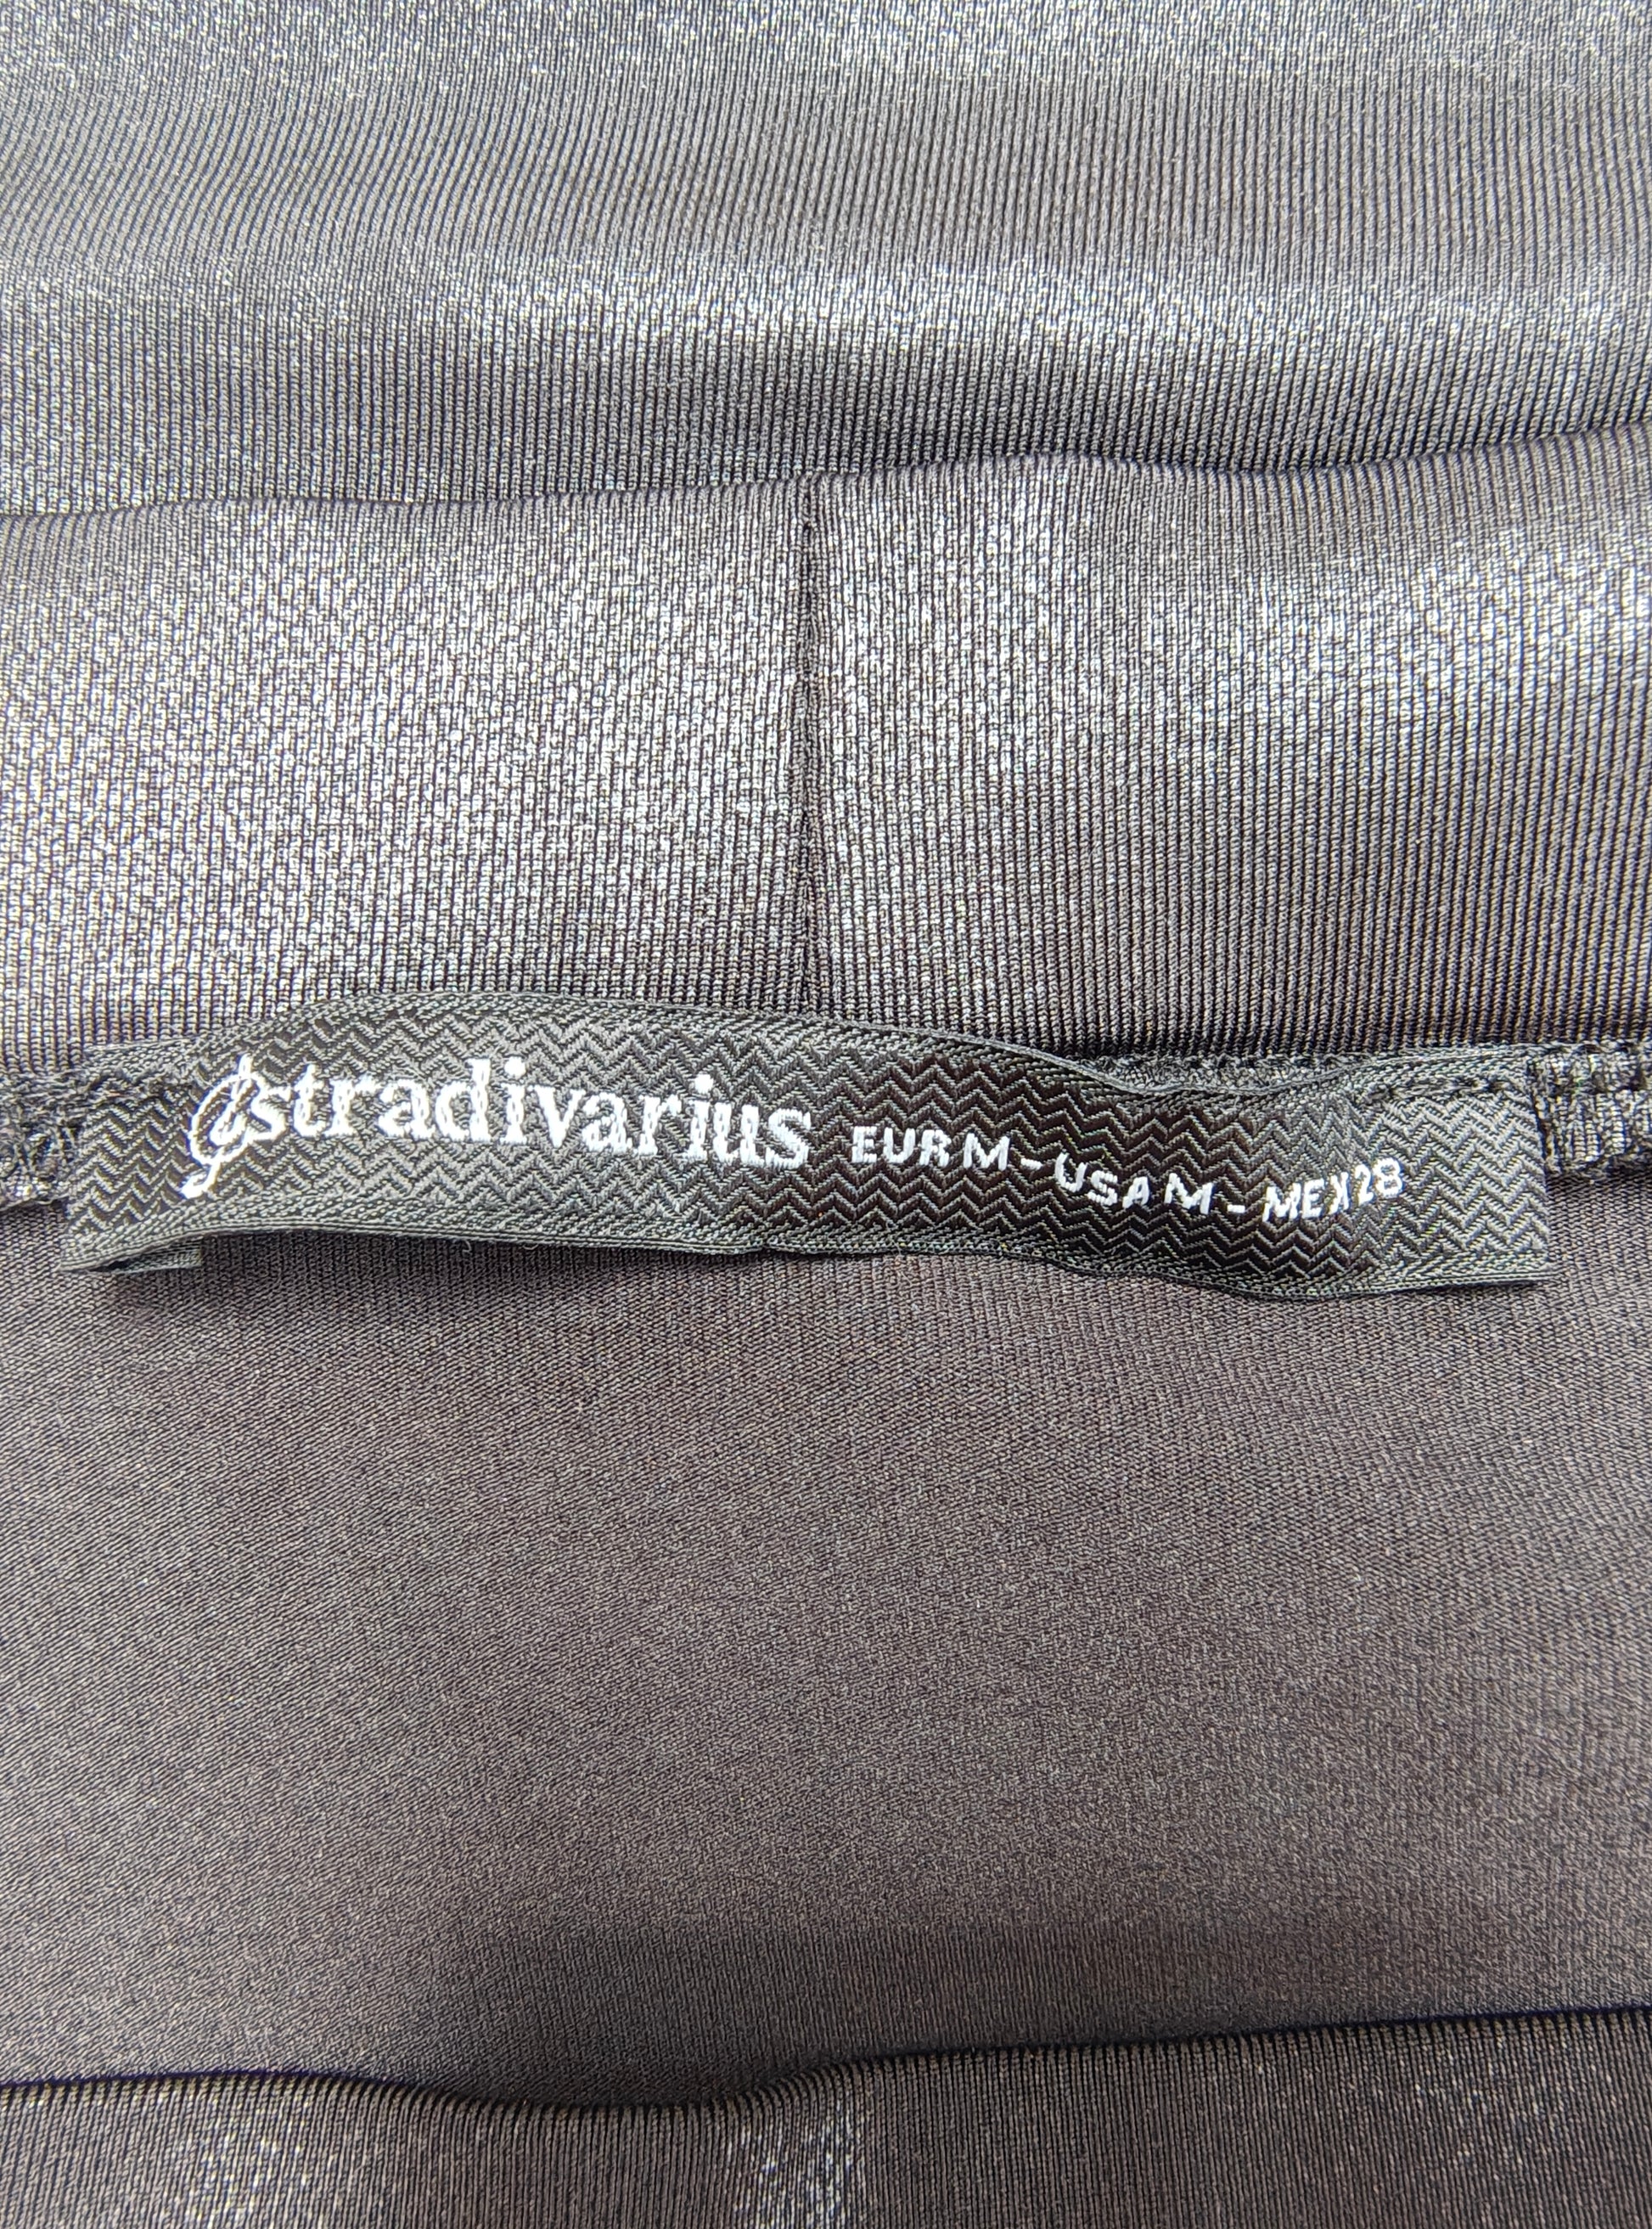 stradivarius EUR M - USA M - MEX 28